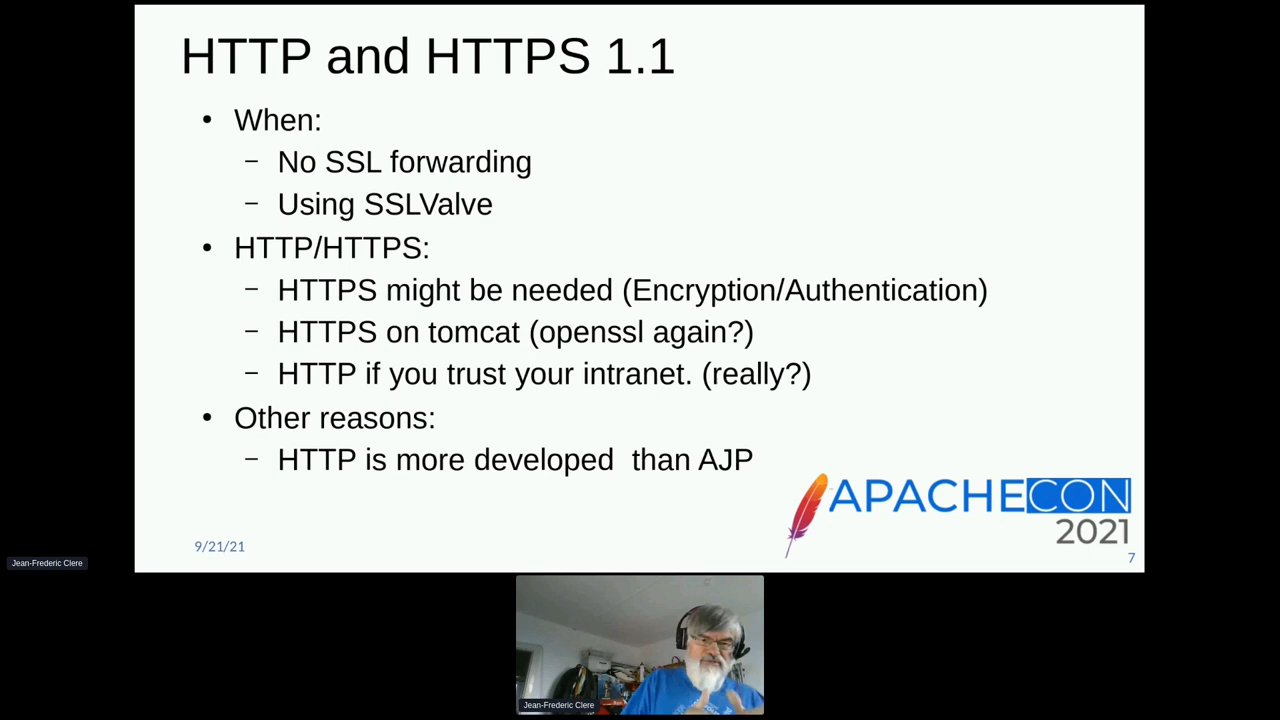 HTTP and HTTPS 1.1
• When:
– No SSL forwarding
– Using SSLValve
• HTTP/HTTPS:
– HTTPS might be needed (Encryption/Authentication)
– HTTPS on tomcat (openssl again?)
– HTTP if you trust your intranet. (really?)
• Other reasons:
– HTTP is more developed  than AJP
APACHECON
2021
9/21/21
7
Jean-Frederic Clere
Jean-Frederic Clere